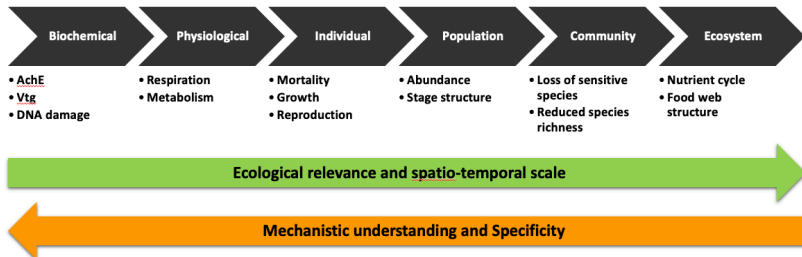 Biochemical
Physiological
Individual
Population
Community
Ecosystem
• AchE
• Vtg
• DNA damage
• Respiration
• Metabolism
• Mortality
• Growth
• Reproduction
• Abundance
• Stage structure
• Loss of sensitive
species
• Reduced species
richness
• Nutrient cycle
• Food web
structure
Ecological relevance and spatio-temporal scale
Mechanistic understanding and Specificity